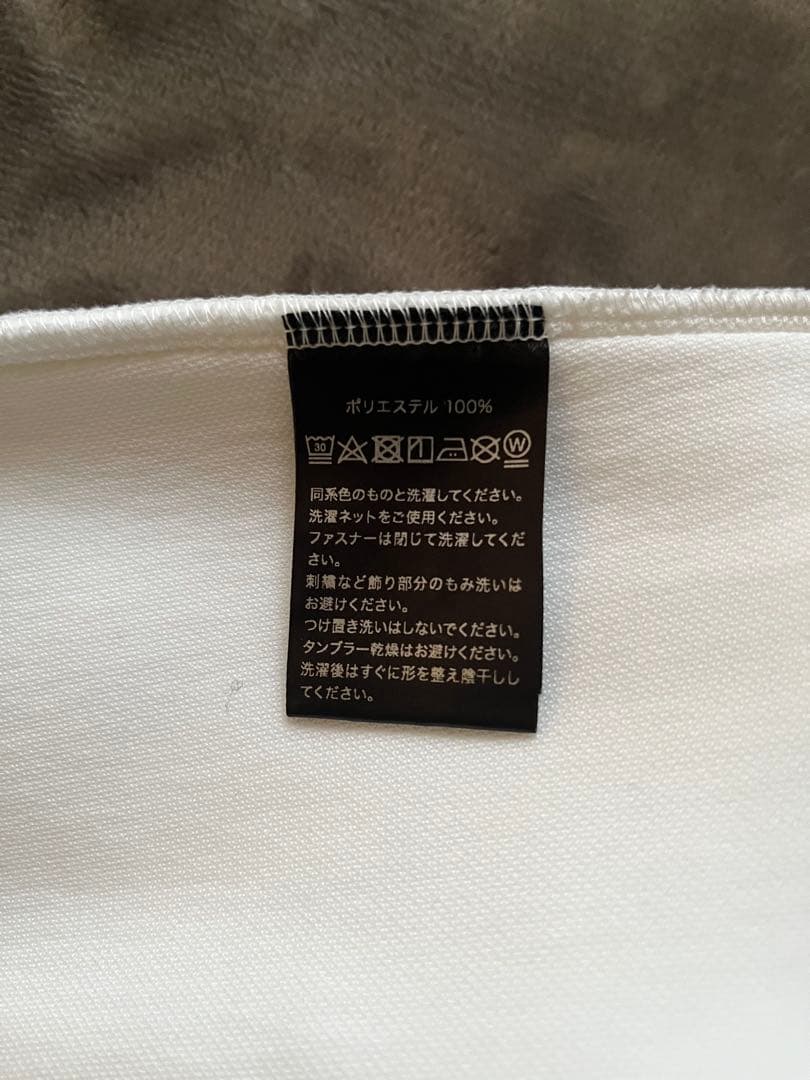 ポリエステル 100%
30 W
同系色のものと洗濯してください。
洗濯ネットをご使用ください。
ファスナーは閉じて洗濯してくだ
さい。
刺繍など飾り部分のもみ洗いは
お避けください。
つけ置き洗いはしないでください。
タンブラー乾燥はお避けください。
洗濯後はすぐに形を整え陰干しし
てください。